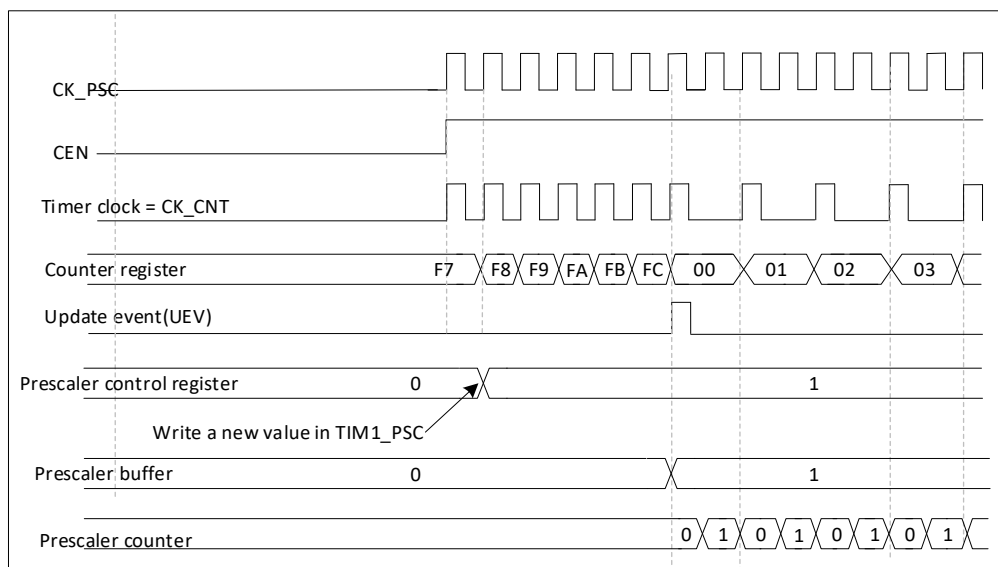 CK_PSC
CEN
Timer clock = CK_CNT
Counter register F7 F8 F9 FA FB FC 00 01 02 03
Update event(UEV)
Prescaler control register 0 1
Write a new value in TIM1_PSC
Prescaler buffer 0 1
Prescaler counter 0 1 0 1 0 1 0 1